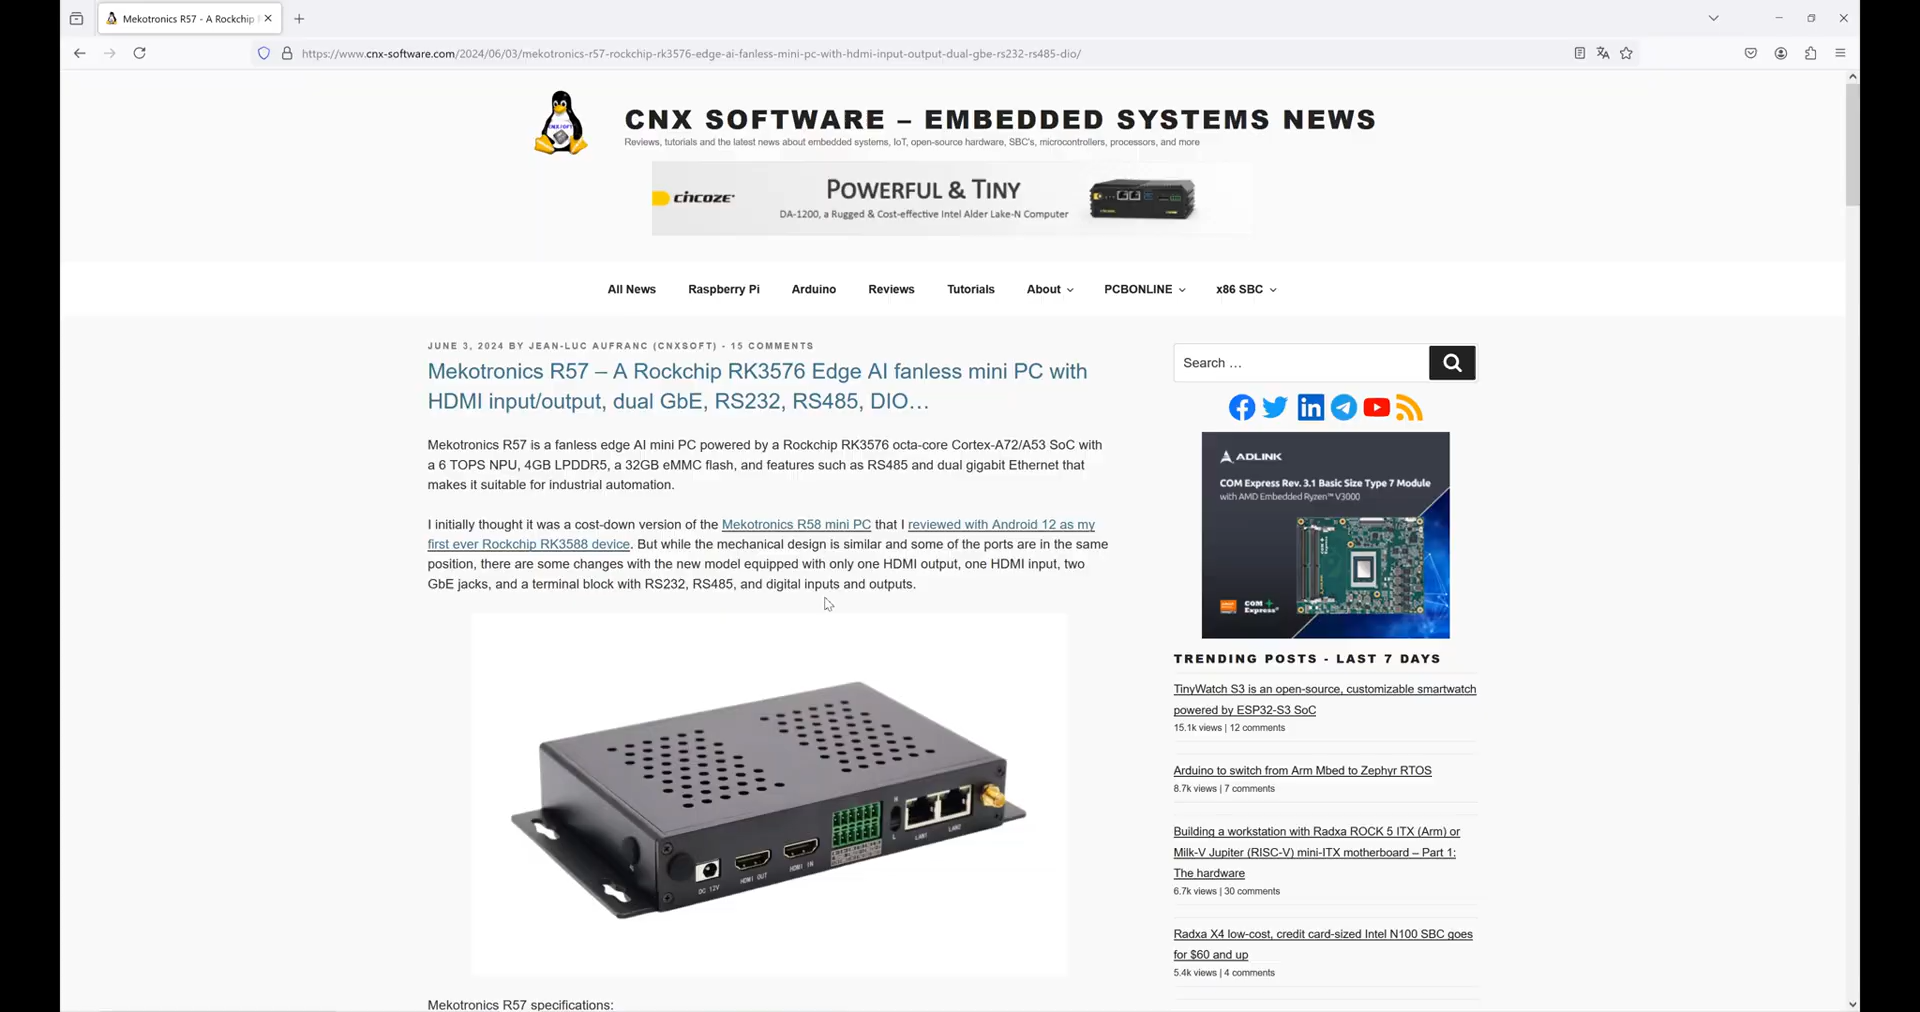 Mekotronics R57 - A Rockchip
https://www.cnx-software.com/2024/06/03/mekotronics-r57-rockchip-rk3576-edge-ai-fanless-mini-pc-with-hdmi-input-output-dual-gbe-rs232-rs485-dio/
CNXSOFT
CNX SOFTWARE – EMBEDDED SYSTEMS NEWS
Reviews, tutorials and the latest news about embedded systems, IoT, open-source hardware, SBC's, microcontrollers, processors, and more
cincoze
POWERFUL & TINY
DA-1200, a Rugged & Cost-effective Intel Alder Lake-N Computer
All News Raspberry Pi Arduino Reviews Tutorials About PCBONLINE x86 SBC
JUNE 3, 2024 BY JEAN-LUC AUFRANC (CNXSOFT) - 15 COMMENTS
Mekotronics R57 – A Rockchip RK3576 Edge AI fanless mini PC with
HDMI input/output, dual GbE, RS232, RS485, DIO…
Mekotronics R57 is a fanless edge AI mini PC powered by a Rockchip RK3576 octa-core Cortex-A72/A53 SoC with
a 6 TOPS NPU, 4GB LPDDR5, a 32GB eMMC flash, and features such as RS485 and dual gigabit Ethernet that
makes it suitable for industrial automation.
I initially thought it was a cost-down version of the Mekotronics R58 mini PC that I reviewed with Android 12 as my
first ever Rockchip RK3588 device. But while the mechanical design is similar and some of the ports are in the same
position, there are some changes with the new model equipped with only one HDMI output, one HDMI input, two
GbE jacks, and a terminal block with RS232, RS485, and digital inputs and outputs.
DC 12V
HDMI OUT
HDMI IN
R
L
LAN1
LAN2
Mekotronics R57 specifications:
Search …
in
ADLINK
COM Express Rev. 3.1 Basic Size Type 7 Module
with AMD Embedded Ryzen™ V3000
COM Express
TRENDING POSTS - LAST 7 DAYS
TinyWatch S3 is an open-source, customizable smartwatch
powered by ESP32-S3 SoC
15.1k views | 12 comments
Arduino to switch from Arm Mbed to Zephyr RTOS
8.7k views | 7 comments
Building a workstation with Radxa ROCK 5 ITX (Arm) or
Milk-V Jupiter (RISC-V) mini-ITX motherboard – Part 1:
The hardware
6.7k views | 30 comments
Radxa X4 low-cost, credit card-sized Intel N100 SBC goes
for $60 and up
5.4k views | 4 comments